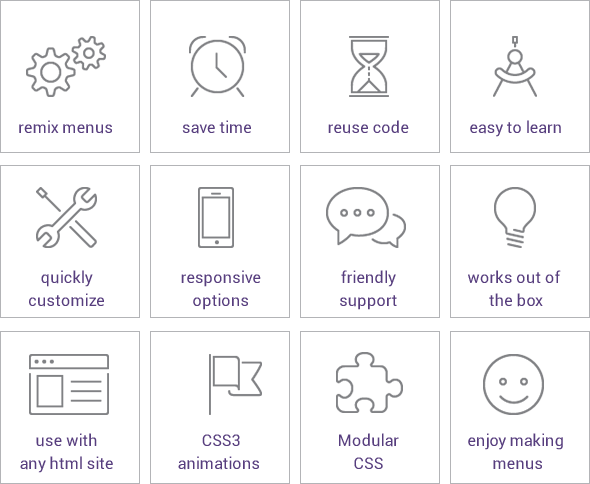 remix menus
save time
reuse code
easy to learn
quickly
customize
responsive
options
friendly
support
works out of
the box
use with
any html site
CSS3
animations
Modular
CSS
enjoy making
menus